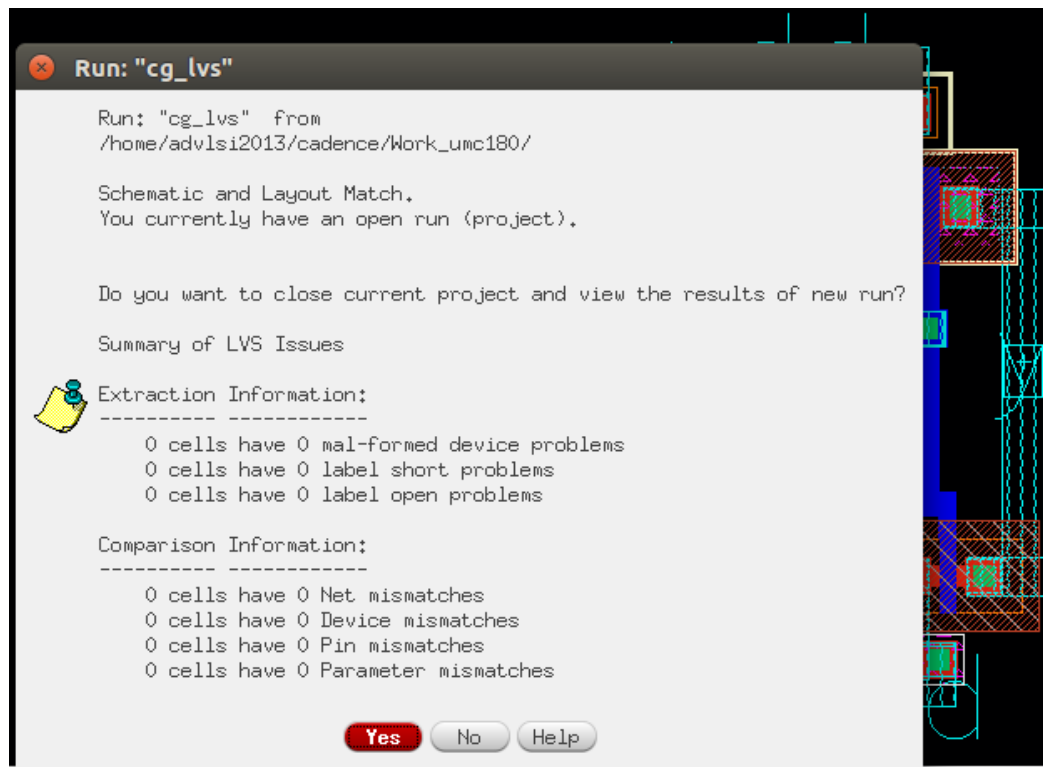 Run: "cg_lvs"
Run: "cg_lvs" from
/home/advlsi2013/cadence/Work_umc180/
Schematic and Layout Match.
You currently have an open run (project).
Do you want to close current project and view the results of new run?
Summary of LVS Issues
Extraction Information:
---------- ------------
0 cells have 0 mal-formed device problems
0 cells have 0 label short problems
0 cells have 0 label open problems
Comparison Information:
---------- ------------
0 cells have 0 Net mismatches
0 cells have 0 Device mismatches
0 cells have 0 Pin mismatches
0 cells have 0 Parameter mismatches
Yes No Help